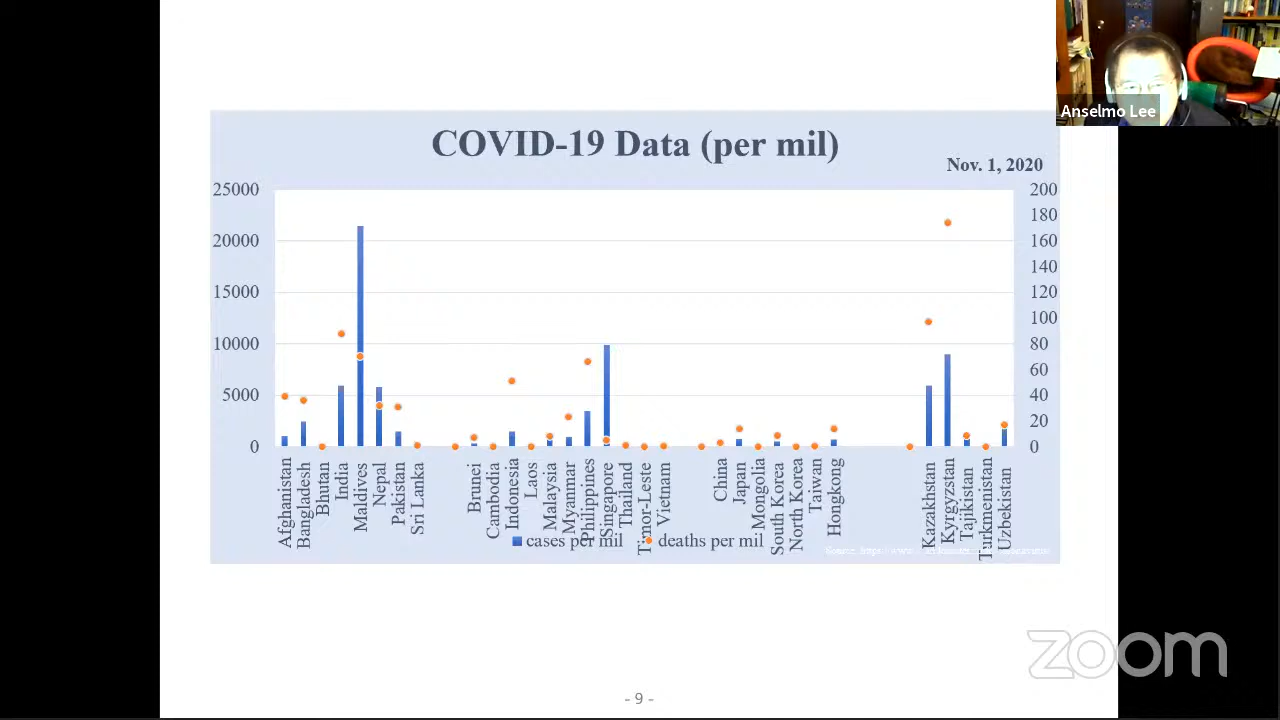 Anselmo Lee
COVID-19 Data (per mil)
Nov. 1, 2020
25000
20000
15000
10000
5000
0
200
180
160
140
120
100
80
60
40
20
0
Afghanistan
Bangladesh
Bhutan
India
Maldives
Nepal
Pakistan
Sri Lanka
Brunei
Cambodia
Indonesia
Laos
Malaysia
Myanmar
Philippines
Singapore
Thailand
Timor-Leste
Vietnam
China
Japan
Mongolia
South Korea
North Korea
Taiwan
Hongkong
Kazakhstan
Kyrgyzstan
Tajikistan
Turkmenistan
Uzbekistan
cases per mil
deaths per mil
zoom
- 9 -